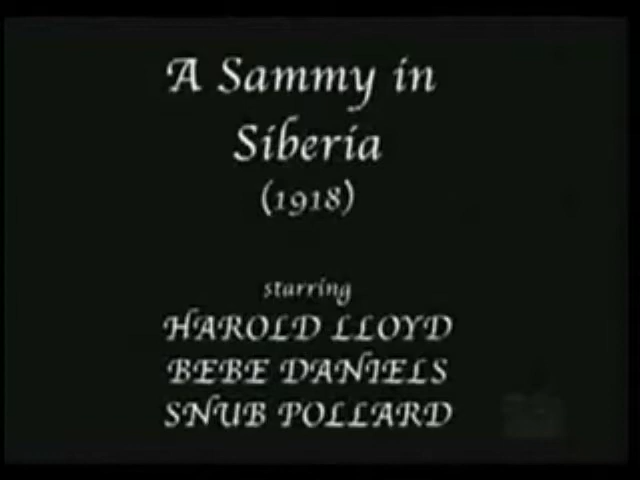 A Sammy in
Siberia
(1918)
starring
HAROLD LLOYD
BEBE DANIELS
SNUB POLLARD